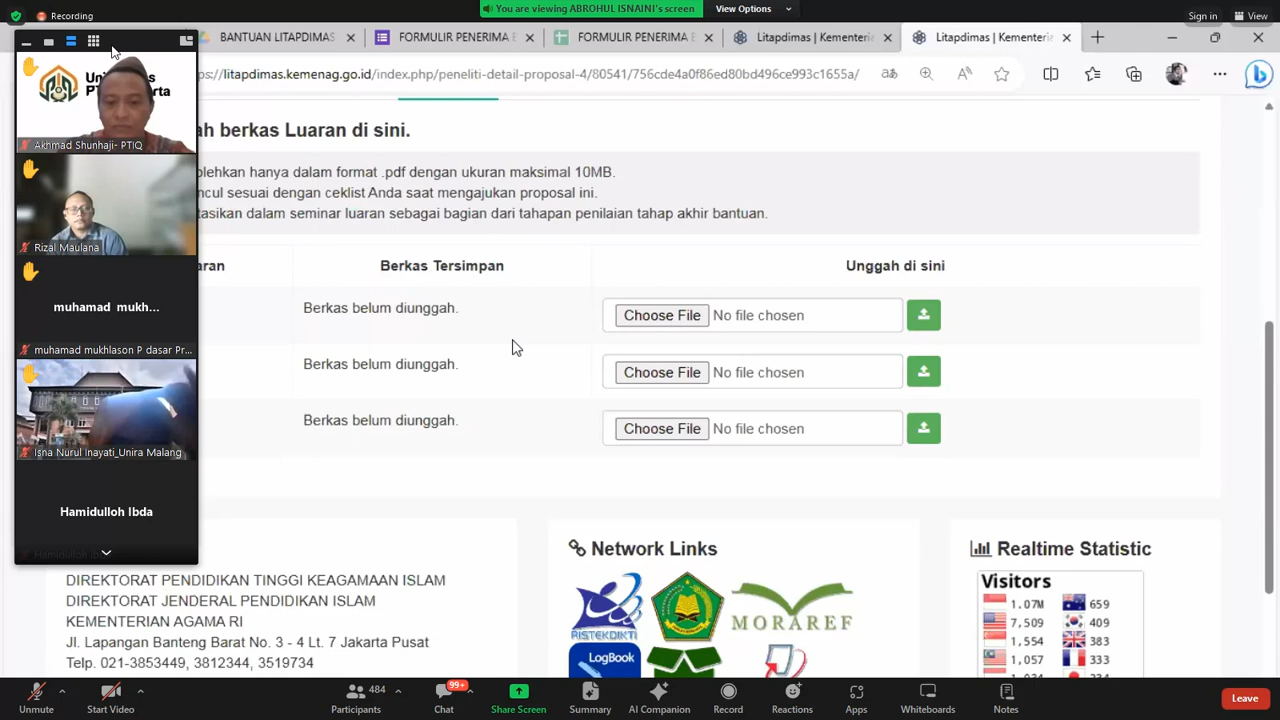 Recording
You are viewing ABROHUL ISNAINI's screen
View Options
Sign in
View
BANTUAN LITAPDIMAS
FORMULIR PENERIMA B
FORMULIR PENERIMA E
Litapdimas | Kementeria
Litapdimas | Kementeria
ps://litapdimas.kemenag.go.id/index.php/peneliti-detail-proposal-4/80541/756cde4a0f86ed80bd496ce993c1655a/
ah berkas Luaran di sini.
olehkan hanya dalam format .pdf dengan ukuran maksimal 10MB.
ncul sesuai dengan ceklist Anda saat mengajukan proposal ini.
tasikan dalam seminar luaran sebagai bagian dari tahapan penilaian tahap akhir bantuan.
aran
Berkas Tersimpan
Unggah di sini
Berkas belum diunggah.
Choose File No file chosen
Berkas belum diunggah.
Choose File No file chosen
Berkas belum diunggah.
Choose File No file chosen
Akhmad Shunhaji- PTIQ
Rizal Maulana
muhamad mukh...
muhamad mukhlason P dasar Pr...
Isna Nurul Inayati_Unira Malang
Hamidulloh Ibda
DIREKTORAT PENDIDIKAN TINGGI KEAGAMAAN ISLAM
DIREKTORAT JENDERAL PENDIDIKAN ISLAM
KEMENTERIAN AGAMA RI
Jl. Lapangan Banteng Barat No. 3 - 4 Lt. 7 Jakarta Pusat
Telp. 021-3853449, 3812344, 3519734
Network Links
RISTEKDIKTI
MORAREF
LogBook
Realtime Statistic
Visitors
1.07M 659
7,509 409
1,554 383
1,057 333
Unmute
Start Video
484
Participants
99+
Chat
Share Screen
Summary
AI Companion
Record
Reactions
Apps
Whiteboards
Notes
Leave